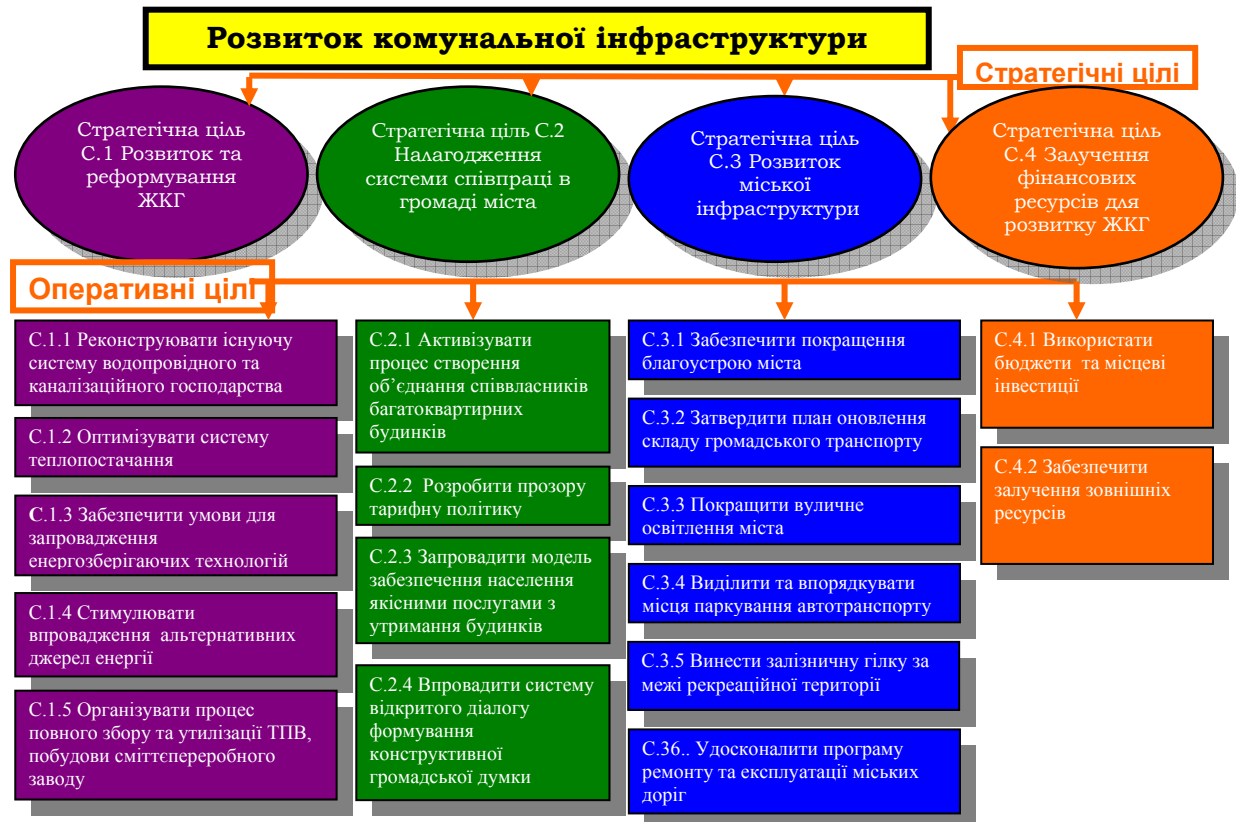 Розвиток комунальної інфраструктури
Стратегічні цілі
Стратегічна ціль
С.1 Розвиток та
реформування
ЖКГ
Стратегічна ціль С.2
Налагодження
системи співпраці в
громаді міста
Стратегічна ціль
С.3 Розвиток
міської
інфраструктури
Стратегічна ціль
С.4 Залучення
фінансових
ресурсів для
розвитку ЖКГ
Оперативні цілі
С.1.1 Реконструювати існуючу
систему водопровідного та
каналізаційного господарства
С.1.2 Оптимізувати систему
теплопостачання
С.1.3 Забезпечити умови для
запровадження
енергозберігаючих технологій
С.1.4 Стимулювати
впровадження альтернативних
джерел енергії
С.1.5 Організувати процес
повного збору та утилізації ТПВ,
побудови сміттєпереробного
заводу
С.2.1 Активізувати
процес створення
об’єднання співвласників
багатоквартирних
будинків
С.2.2 Розробити прозору
тарифну політику
С.2.3 Запровадити модель
забезпечення населення
якісними послугами з
утримання будинків
С.2.4 Впровадити систему
відкритого діалогу
формування
конструктивної
громадської думки
С.3.1 Забезпечити покращення
благоустрою міста
С.3.2 Затвердити план оновлення
складу громадського транспорту
С.3.3 Покращити вуличне
освітлення міста
С.3.4 Виділити та впорядкувати
місця паркування автотранспорту
С.3.5 Винести залізничну гілку за
межі рекреаційної території
С.36.. Удосконалити програму
ремонту та експлуатації міських
доріг
С.4.1 Використати
бюджети та місцеві
інвестиції
С.4.2 Забезпечити
залучення зовнішніх
ресурсів